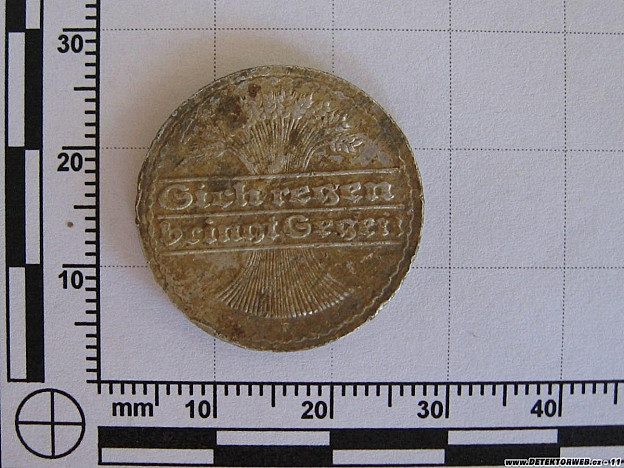 30
20
10
Sich regen
bringt Segen
mm 10 20 30 40
www.DETEKTORWEB.cz - 11